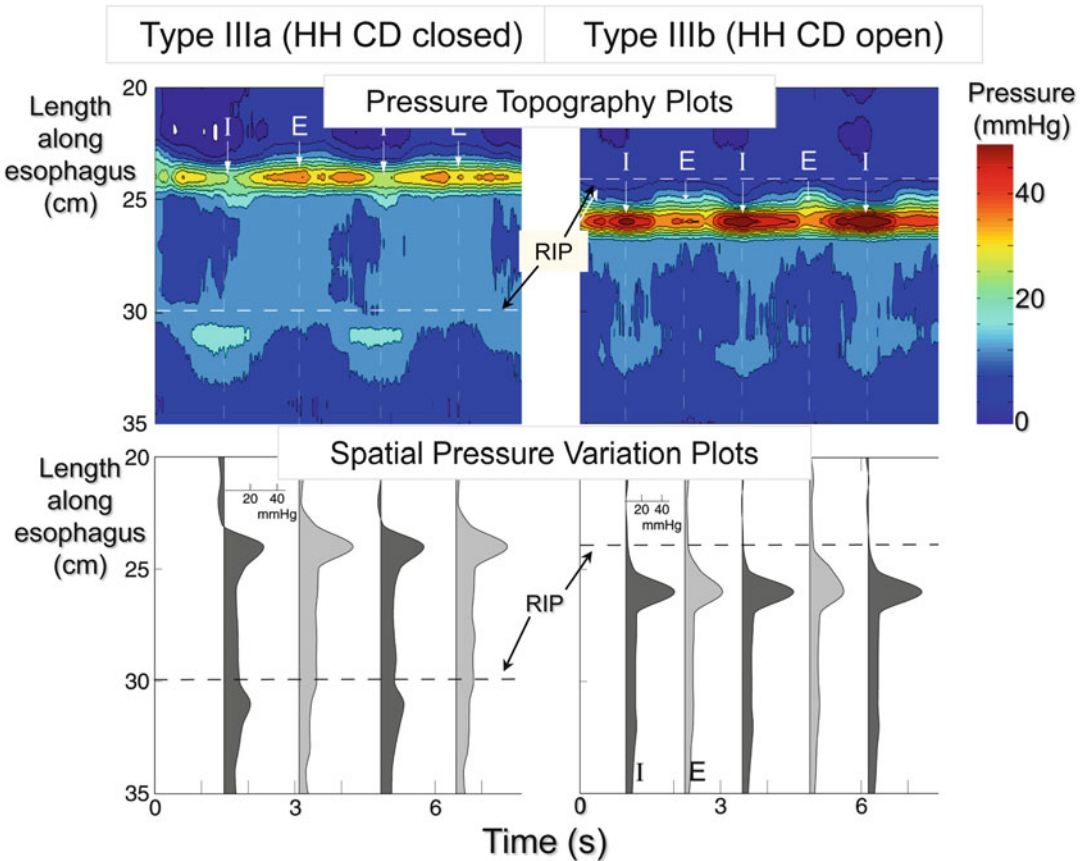 Type IIIa (HH CD closed)
Type IIIb (HH CD open)
Pressure Topography Plots
Length
along
esophagus
(cm)
20
25
30
35
I
E
I
E
I
E
I
E
I
RIP
Pressure
(mmHg)
40
20
0
Spatial Pressure Variation Plots
Length
along
esophagus
(cm)
20
25
30
35
20 40
mmHg
20 40
mmHg
RIP
I
E
0
3
6
0
3
6
Time (s)